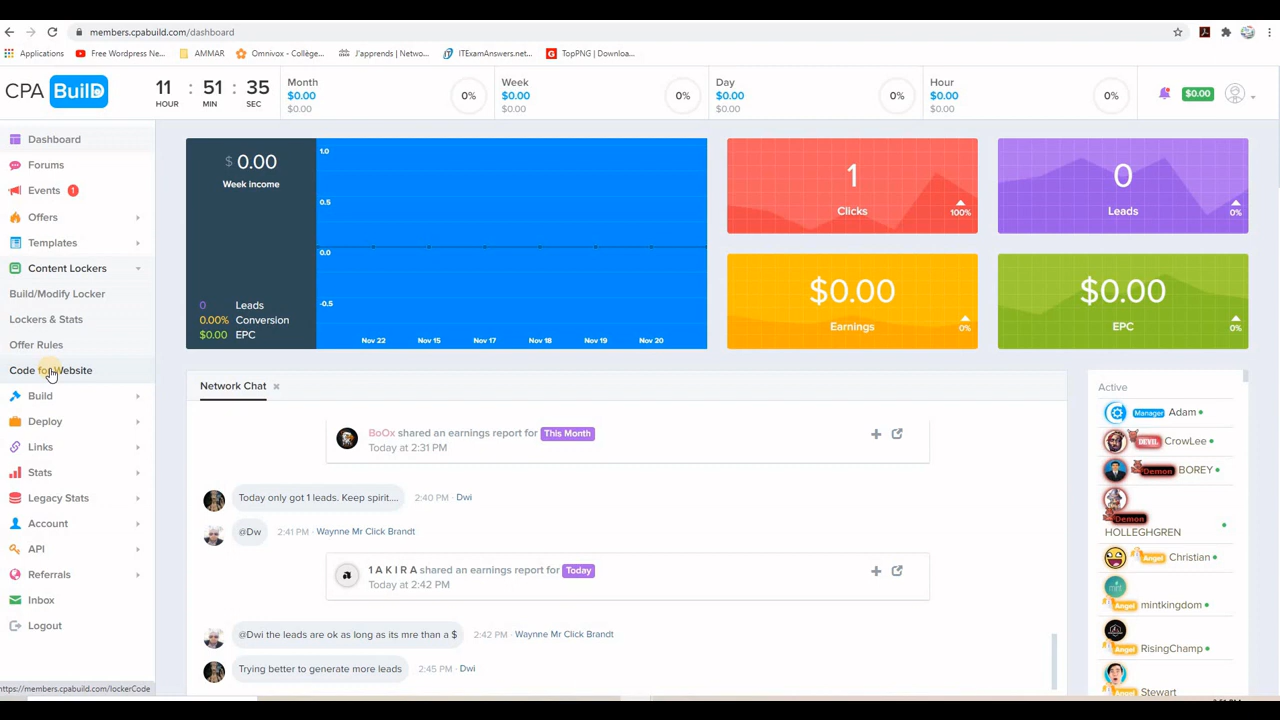 members.cpabuild.com/dashboard
Applications
Free Wordpress Ne...
AMMAR
Omnivox - Collège...
J'apprends | Netwo...
ITExamAnswers.net...
TopPNG | Downloa...
CPA BuilD
11 : 51 : 35
HOUR MIN SEC
Month
$0.00
$0.00
0%
Week
$0.00
$0.00
0%
Day
$0.00
$0.00
0%
Hour
$0.00
$0.00
0%
$0.00
Dashboard
Forums
Events 1
Offers
Templates
Content Lockers
Build/Modify Locker
Lockers & Stats
Offer Rules
Code for Website
Build
Deploy
Links
Stats
Legacy Stats
Account
API
Referrals
Inbox
Logout
https://members.cpabuild.com/lockerCode
$ 0.00
Week income
0 Leads
0.00% Conversion
$0.00 EPC
1.0
0.5
0.0
-0.5
Nov 22 Nov 15 Nov 17 Nov 18 Nov 19 Nov 20
1
Clicks
100%
0
Leads
0%
$0.00
Earnings
0%
$0.00
EPC
0%
Network Chat ×
BoOx shared an earnings report for This Month
Today at 2:31 PM
Today only got 1 leads. Keep spirit.... 2:40 PM · Dwi
@Dw 2:41 PM · Waynne Mr Click Brandt
1 A K I R A shared an earnings report for Today
Today at 2:42 PM
@Dwi the leads are ok as long as its mre than a $ 2:42 PM · Waynne Mr Click Brandt
Trying better to generate more leads 2:45 PM · Dwi
Active
Manager Adam
DEVIL CrowLee
Demon BOREY
Demon
HOLLEGHGREN
Angel Christian
mint
Angel mintkingdom
Angel RisingChamp
Angel Stewart